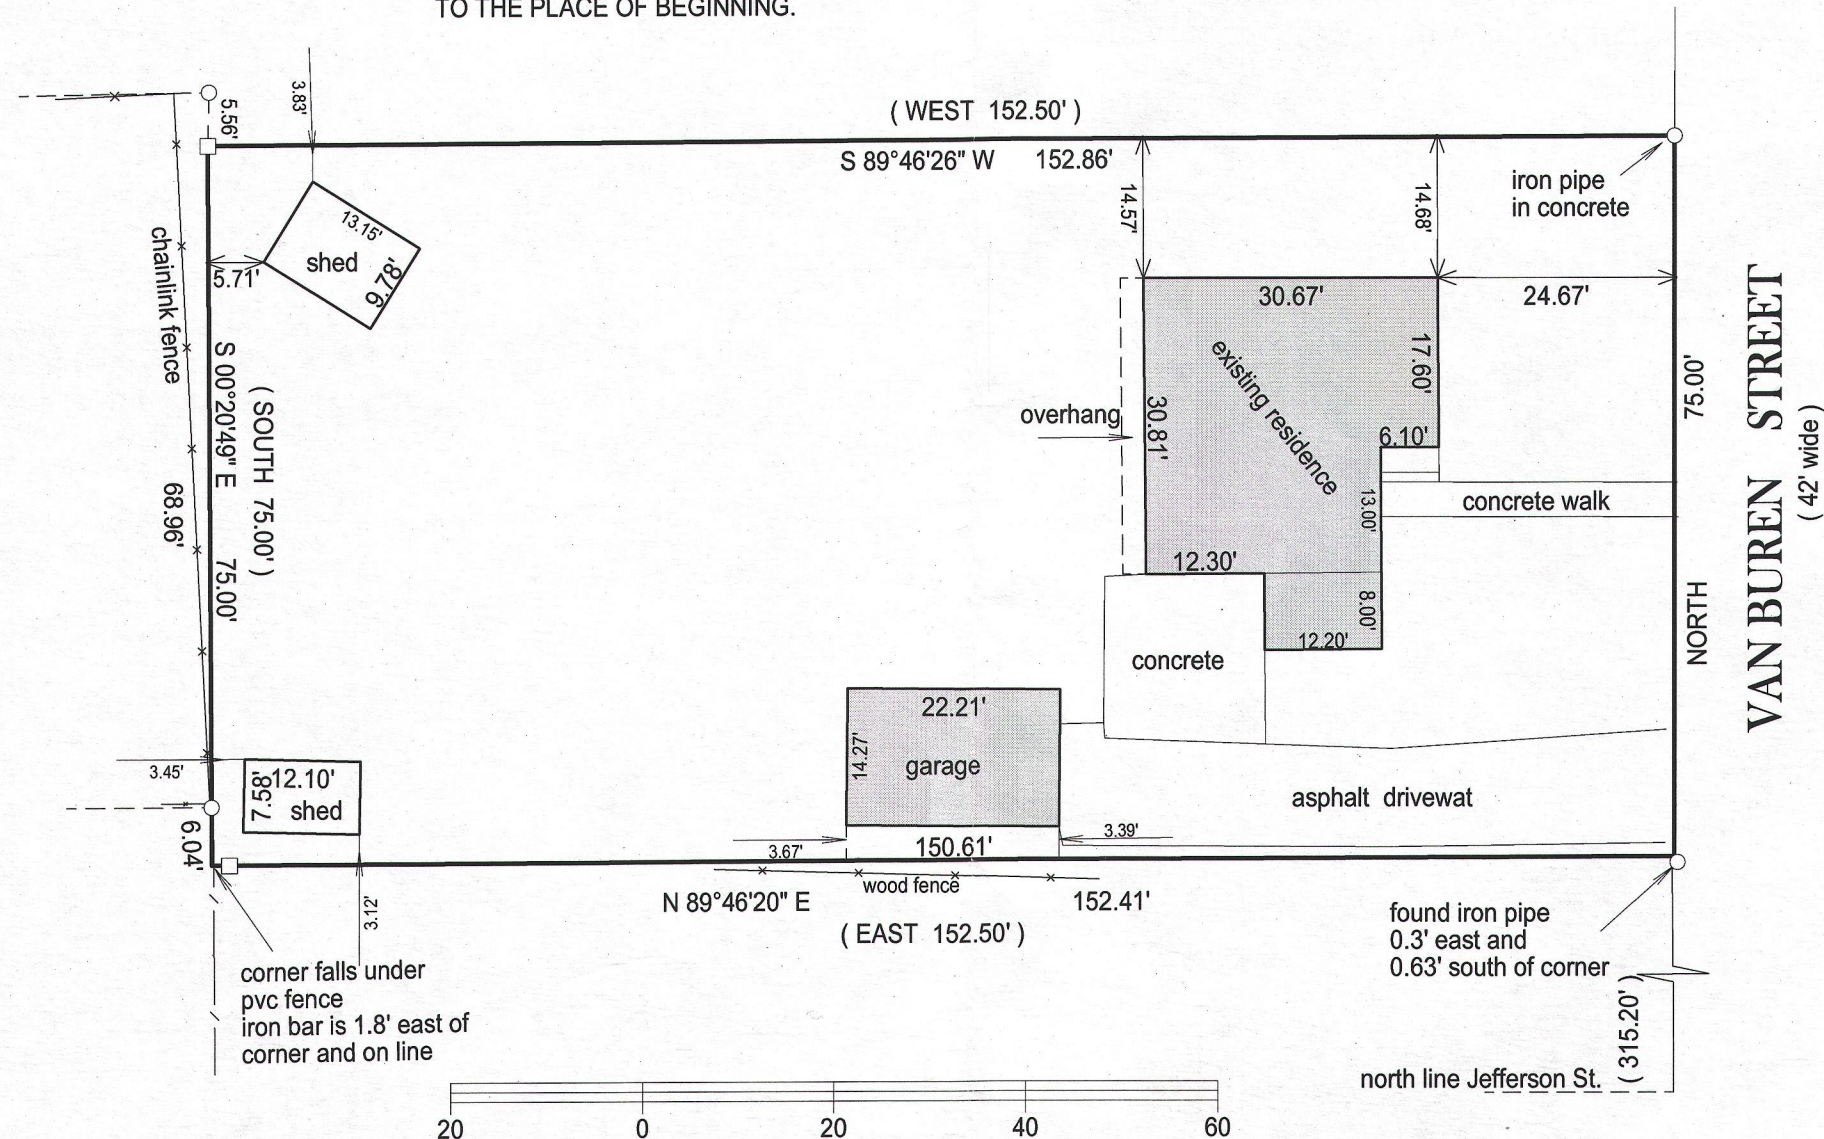 TO THE PLACE OF BEGINNING.
5.56'
3.83'
( WEST 152.50' )
S 89°46'26" W 152.86'
14.57'
14.68'
iron pipe
in concrete
13.15'
shed
9.78'
5.71'
chainlink fence
30.67'
24.67'
existing residence
17.60'
overhang
30.81'
6.10'
13.00'
concrete walk
S 00°20'49" E 75.00'
( SOUTH 75.00' )
68.96'
75.00'
NORTH
VAN BUREN STREET
( 42' wide )
12.30'
8.00'
12.20'
concrete
22.21'
14.27'
garage
asphalt drivewat
3.45'
12.10'
7.58'
shed
6.04'
3.67'
150.61'
3.39'
wood fence
N 89°46'20" E 152.41'
( EAST 152.50' )
3.12'
corner falls under
pvc fence
iron bar is 1.8' east of
corner and on line
found iron pipe
0.3' east and
0.63' south of corner
( 315.20' )
north line Jefferson St.
20 0 20 40 60